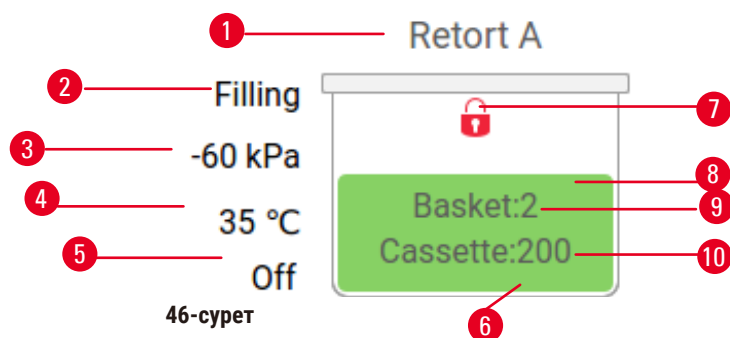 1 Retort A
2 Filling
7
3 -60 kPa
8
4 35 °C
Basket:2 9
5 Off
Cassette:200 10
6
46-сурет